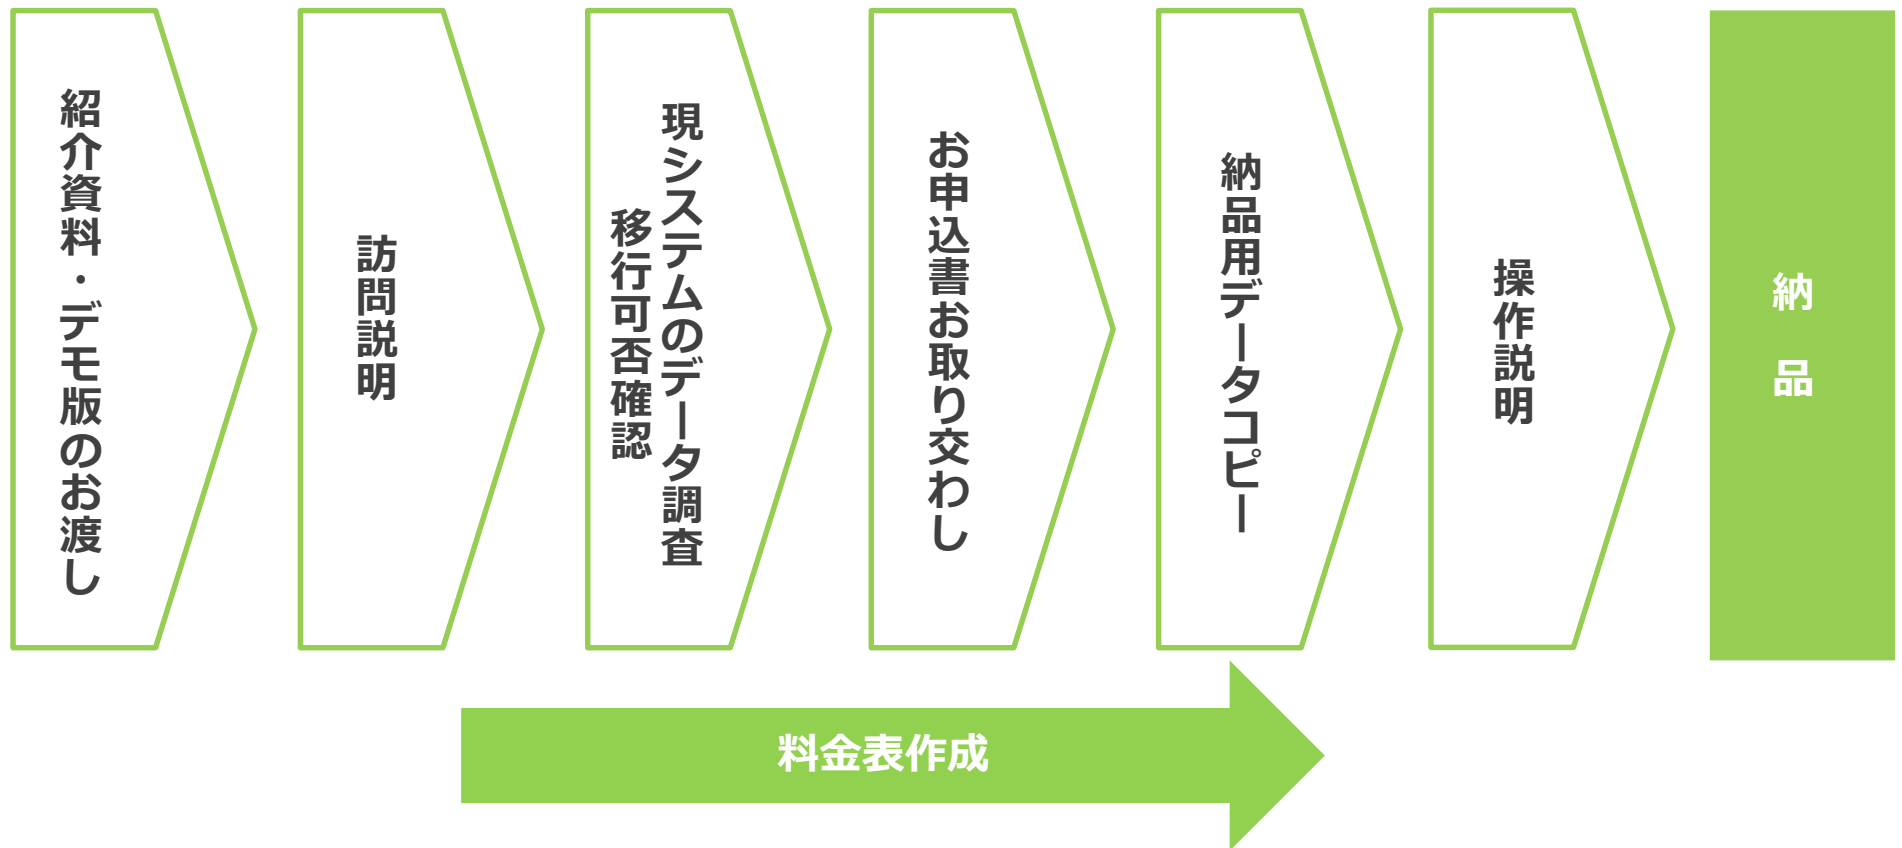 紹介資料・デモ版のお渡し
訪問説明
現システムのデータ調査
移行可否確認
お申込書お取り交わし
納品用データコピー
操作説明
納品
料金表作成